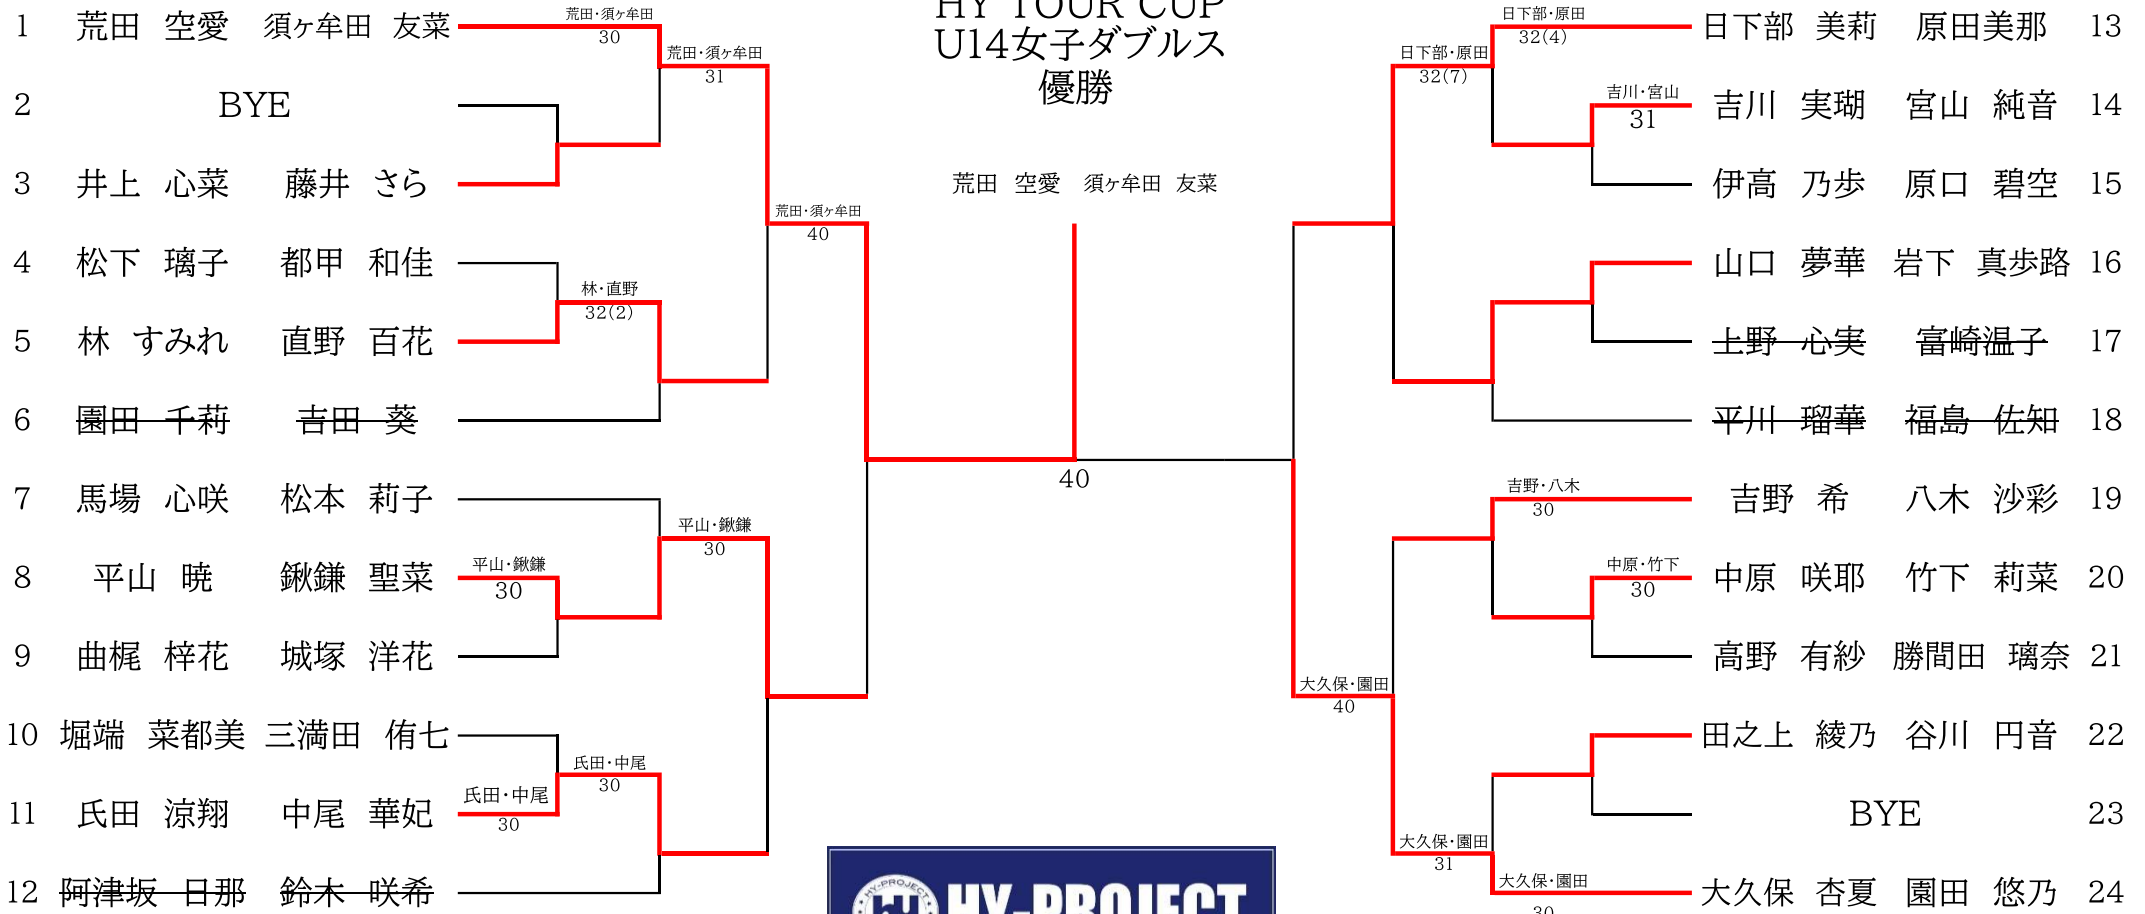 HY TOUR CUP
U14女子ダブルス
優勝
荒田 空愛 須ヶ牟田 友菜
40
1 荒田 空愛 須ヶ牟田 友菜
荒田・須ヶ牟田
30
荒田・須ヶ牟田
31
2 BYE
3 井上 心菜 藤井 さら
荒田・須ヶ牟田
40
4 松下 璃子 都甲 和佳
林・直野
32(2)
5 林 すみれ 直野 百花
6 園田 千莉 吉田 葵
7 馬場 心咲 松本 莉子
平山・鍬鎌
30
8 平山 暁 鍬鎌 聖菜
平山・鍬鎌
30
9 曲梶 梓花 城塚 洋花
10 堀端 菜都美 三満田 侑七
氏田・中尾
30
11 氏田 涼翔 中尾 華妃
氏田・中尾
30
12 阿津坂 日那 鈴木 咲希
日下部・原田
32(4)
日下部 美莉 原田美那 13
日下部・原田
32(7)
吉川・宮山
31
吉川 実瑚 宮山 純音 14
伊高 乃歩 原口 碧空 15
山口 夢華 岩下 真歩路 16
上野 心実 富崎温子 17
平川 瑠華 福島 佐知 18
吉野・八木
30
吉野 希 八木 沙彩 19
中原・竹下
30
中原 咲耶 竹下 莉菜 20
高野 有紗 勝間田 璃奈 21
大久保・園田
40
田之上 綾乃 谷川 円音 22
BYE 23
大久保・園田
31
大久保・園田
30
大久保 杏夏 園田 悠乃 24
HY-PROJECT
HY-PROJECT